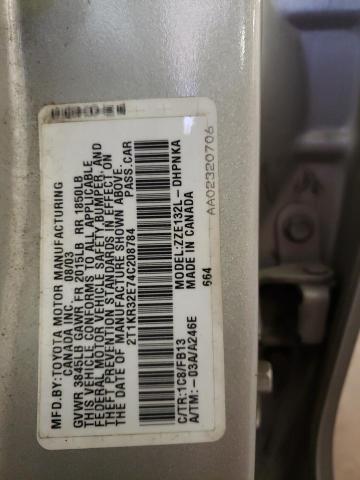 MFD.BY:TOYOTA MOTOR MANUFACTURING
CANADA INC. 08/03
GVWR 3845LB GAWR FR 2015LB RR 1850LB
THIS VEHICLE CONFORMS TO ALL APPLICABLE
FEDERAL MOTOR VEHICLE SAFETY, BUMPER, AND
THEFT PREVENTION STANDARDS IN EFFECT ON
THE DATE OF MANUFACTURE SHOWN ABOVE.
2T1KR32E74C208784 PASS.CAR
MODEL:ZZE132L-
DHPNKA
C/TR:1C8/FB13 MADE IN CANADA
A/TM:-03A/A246E
664
AA02320706